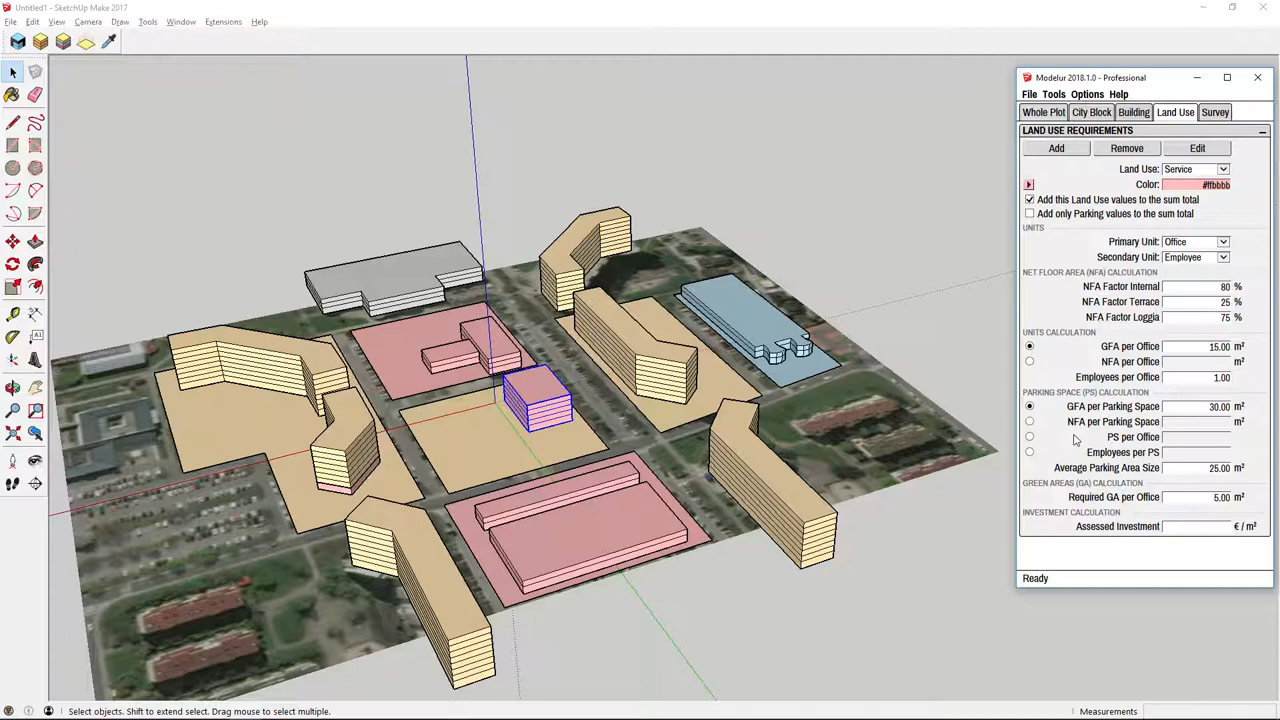 Untitled1 - SketchUp Make 2017
File Edit View Camera Draw Tools Window Extensions Help
Modelur 2018.1.0 - Professional
File Tools Options Help
Whole Plot City Block Building Land Use Survey
LAND USE REQUIREMENTS
Add Remove Edit
Land Use: Service
Color: #ffbbbb
Add this Land Use values to the sum total
Add only Parking values to the sum total
UNITS
Primary Unit: Office
Secondary Unit: Employee
NET FLOOR AREA (NFA) CALCULATION
NFA Factor Internal 80 %
NFA Factor Terrace 25 %
NFA Factor Loggia 75 %
UNITS CALCULATION
GFA per Office 15.00 m²
NFA per Office m²
Employees per Office 1.00
PARKING SPACE (PS) CALCULATION
GFA per Parking Space 30.00 m²
NFA per Parking Space m²
PS per Office
Employees per PS
Average Parking Area Size 25.00 m²
GREEN AREAS (GA) CALCULATION
Required GA per Office 5.00 m²
INVESTMENT CALCULATION
Assessed Investment € / m²
Ready
Select objects. Shift to extend select. Drag mouse to select multiple. Measurements